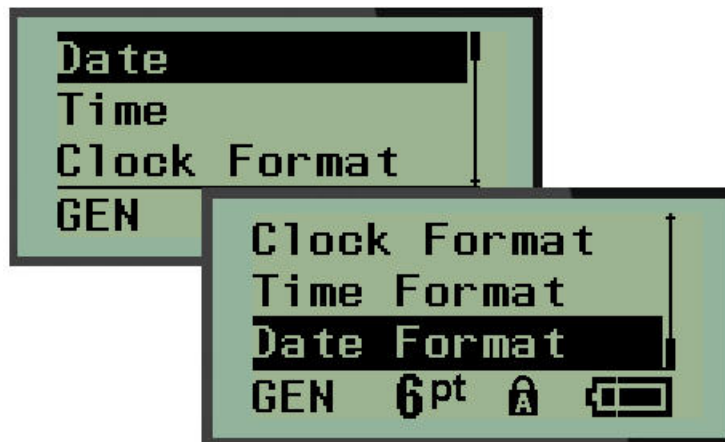 Date
Time
Clock Format
GEN
Clock Format
Time Format
Date Format
GEN 6pt A